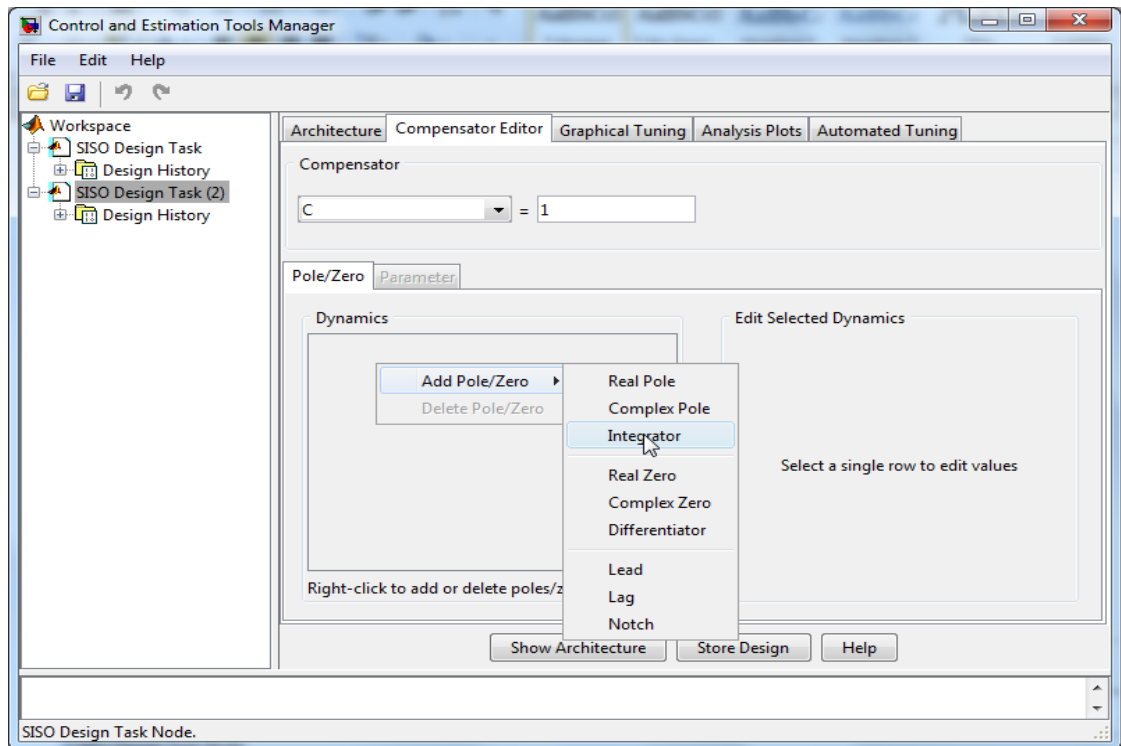 Control and Estimation Tools Manager
File Edit Help
Workspace
SISO Design Task
Design History
SISO Design Task (2)
Design History
Architecture Compensator Editor Graphical Tuning Analysis Plots Automated Tuning
Compensator
C = 1
Pole/Zero Parameter
Dynamics
Edit Selected Dynamics
Add Pole/Zero
Delete Pole/Zero
Real Pole
Complex Pole
Integrator
Real Zero
Complex Zero
Differentiator
Lead
Lag
Notch
Select a single row to edit values
Right-click to add or delete poles/z
Show Architecture Store Design Help
SISO Design Task Node.